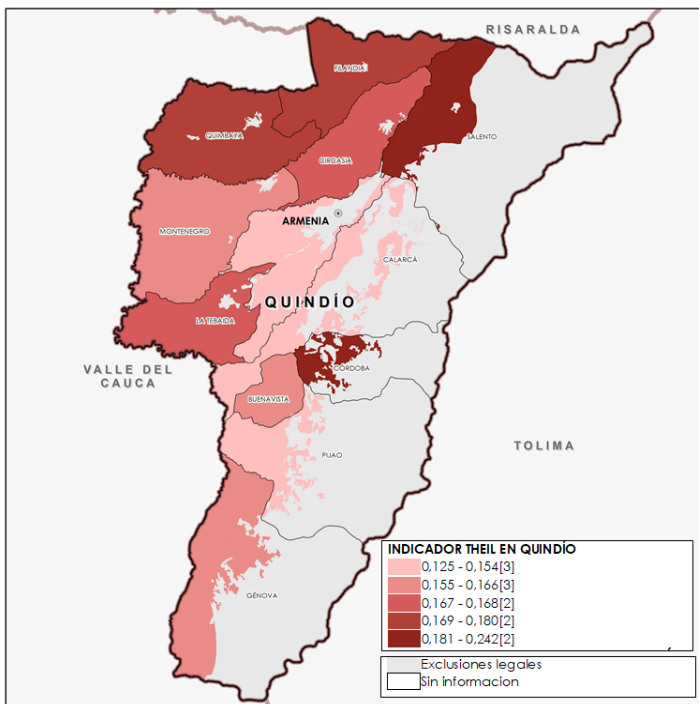 RISARALDA
FILANDIA
QUIMBAYA
SALENTO
CIRCASIA
ARMENIA
MONTENEGRO
CALARCÁ
QUINDÍO
LA TEBAIDA
VALLE DEL
CAUCA
CÓRDOBA
BUENAVISTA
TOLIMA
PIJAO
GÉNOVA
INDICADOR THEIL EN QUINDÍO
0,125 - 0,154[3]
0,155 - 0,166[3]
0,167 - 0,168[2]
0,169 - 0,180[2]
0,181 - 0,242[2]
Exclusiones legales
Sin informacion